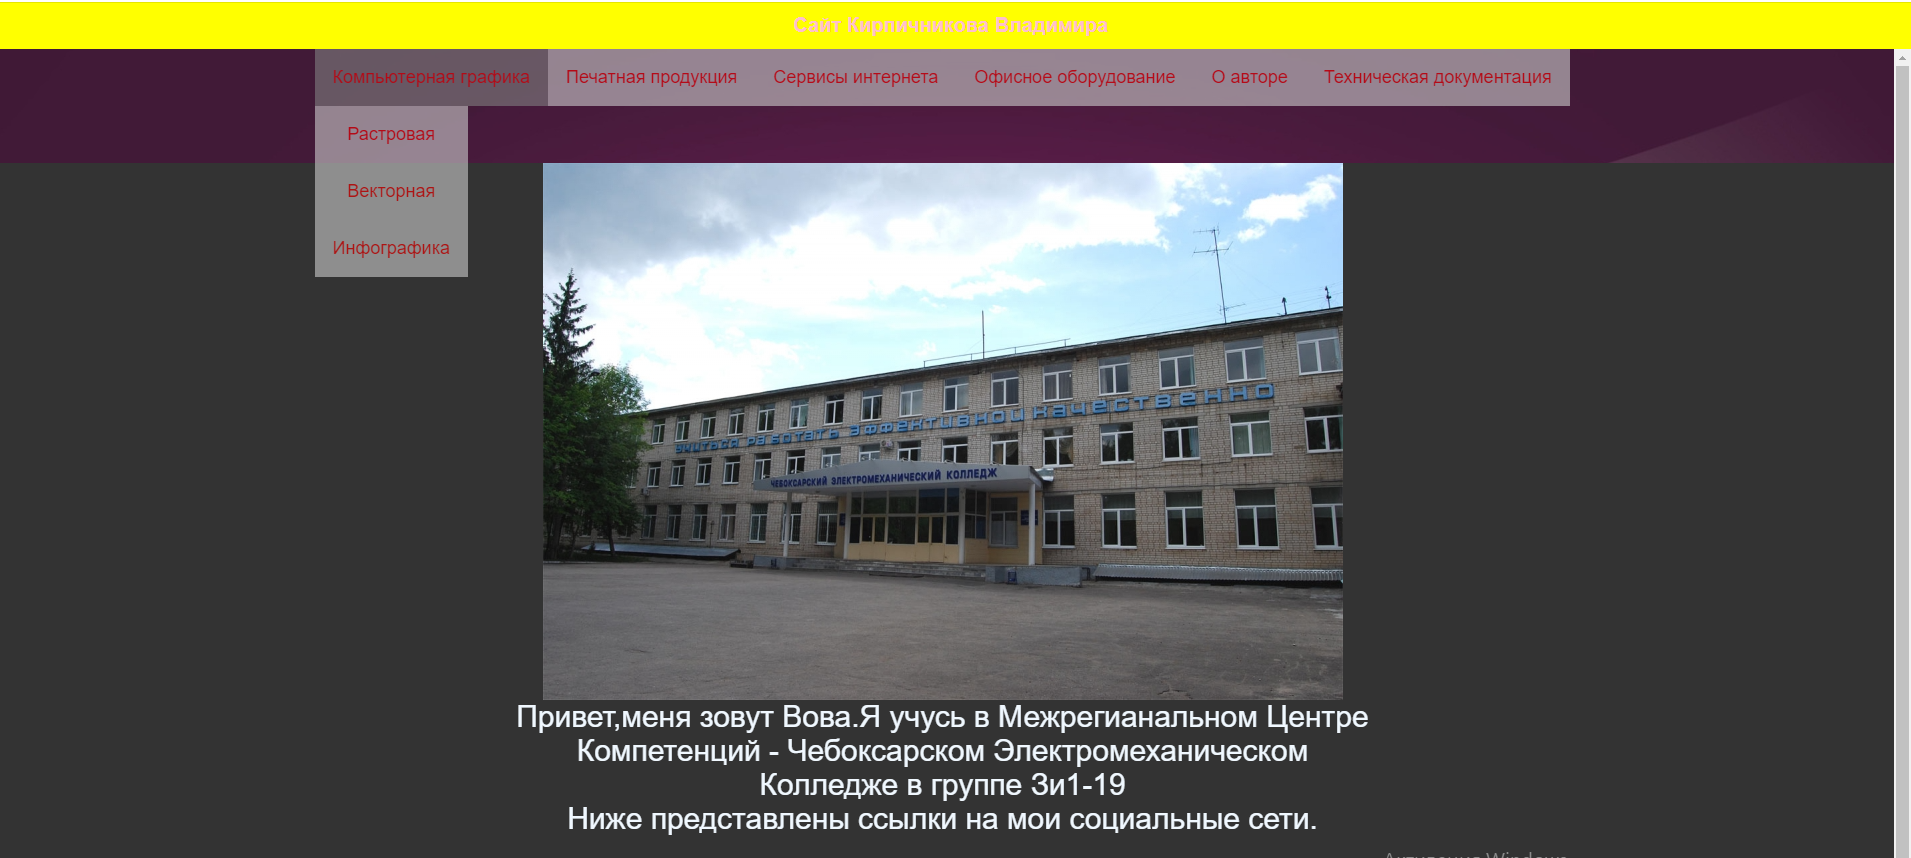 Сайт Кирпичникова Владимира
Компьютерная графика Печатная продукция Сервисы интернета Офисное оборудование О авторе Техническая документация
Растровая
Векторная
Инфографика
УЧИТЬСЯ РАБОТАТЬ ЭФФЕКТИВНО И КАЧЕСТВЕННО
ЧЕБОКСАРСКИЙ ЭЛЕКТРОМЕХАНИЧЕСКИЙ КОЛЛЕДЖ
Привет,меня зовут Вова.Я учусь в Межрегианальном Центре
Компетенций - Чебоксарском Электромеханическом
Колледже в группе Зи1-19
Ниже представлены ссылки на мои социальные сети.